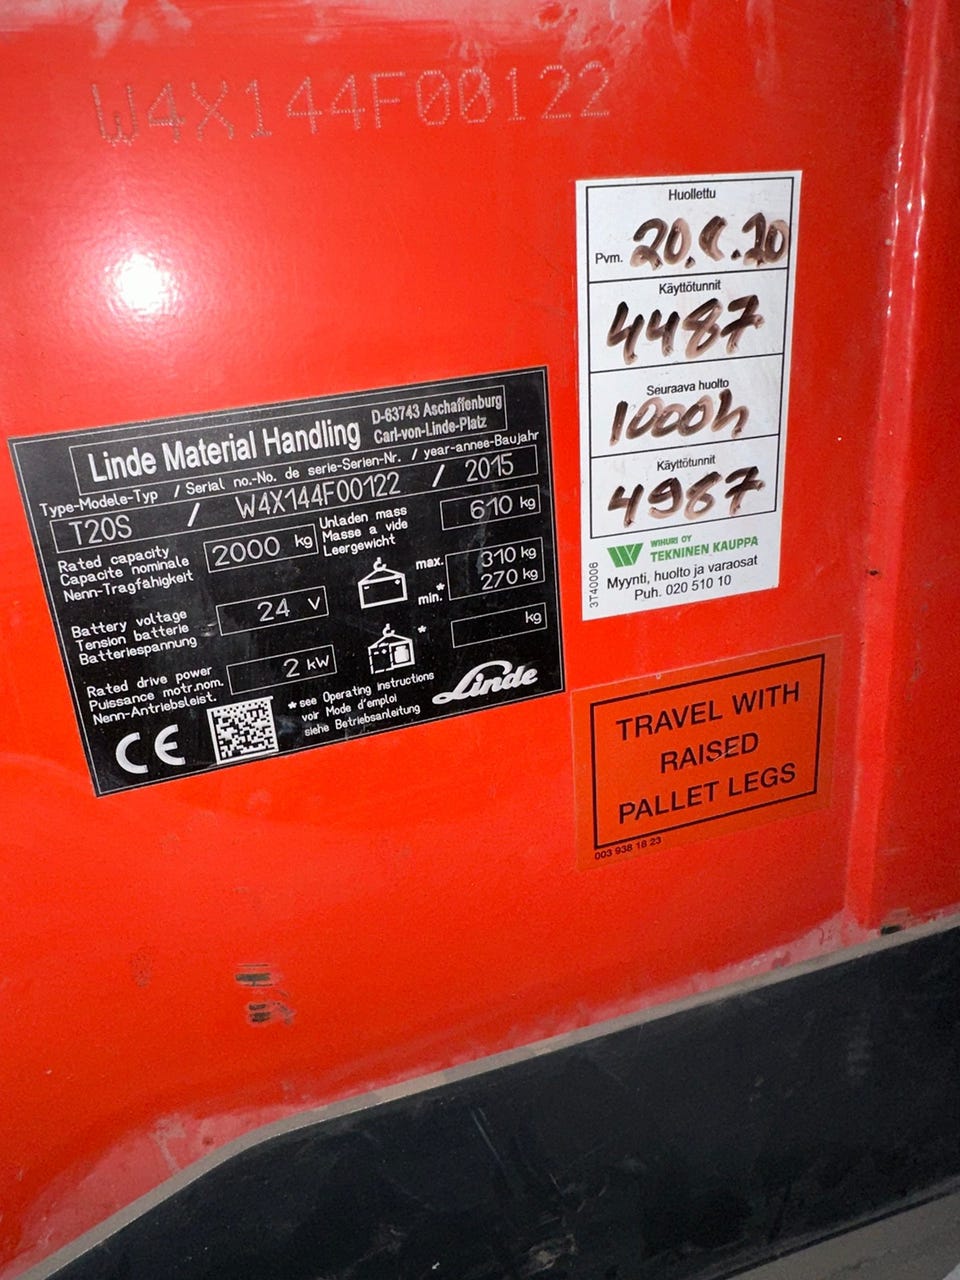 W4X144F00122
Huollettu
Pvm. 20. .20
Käyttötunnit
4487
Seuraava huolto
1000h
Käyttötunnit
4987
WIHURI OY
TEKNINEN KAUPPA
Myynti, huolto ja varaosat
Puh. 020 510 10
3T40006
Linde Material Handling
D-63743 Aschaffenburg
Carl-von-Linde-Platz
Type-Modele-Typ / Serial no.-No. de serie-Serien-Nr. / year-annee-Baujahr
T20S / W4X144F00122 / 2015
Rated capacity
Capacite nominale
Nenn-Tragfähigkeit
2000 kg
Unladen mass
Masse a vide
Leergewicht
610 kg
Battery voltage
Tension batterie
Batteriespannung
24 V
max. 310 kg
* min. 270 kg
* kg
Rated drive power
Puissance motr.nom.
Nenn-Antriebsleist.
2 kW
* see Operating instructions
voir Mode d'emploi
siehe Betriebsanleitung
Linde
CE
TRAVEL WITH
RAISED
PALLET LEGS
003 938 18 23